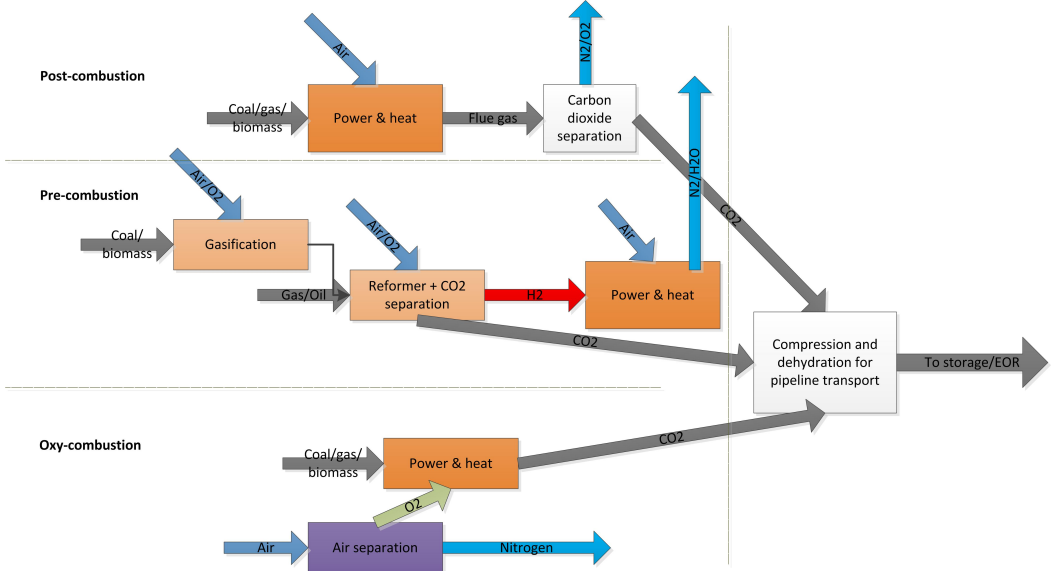 Post-combustion
Air
Coal/gas/
biomass
Power & heat
Flue gas
N2/O2
Carbon
dioxide
separation
CO2
Pre-combustion
Air/O2
Coal/
biomass
Gasification
Air/O2
Gas/Oil
Reformer + CO2
separation
H2
Air
Power & heat
N2/H2O
CO2
Compression and
dehydration for
pipeline transport
To storage/EOR
Oxy-combustion
Coal/gas/
biomass
Power & heat
CO2
O2
Air
Air separation
Nitrogen